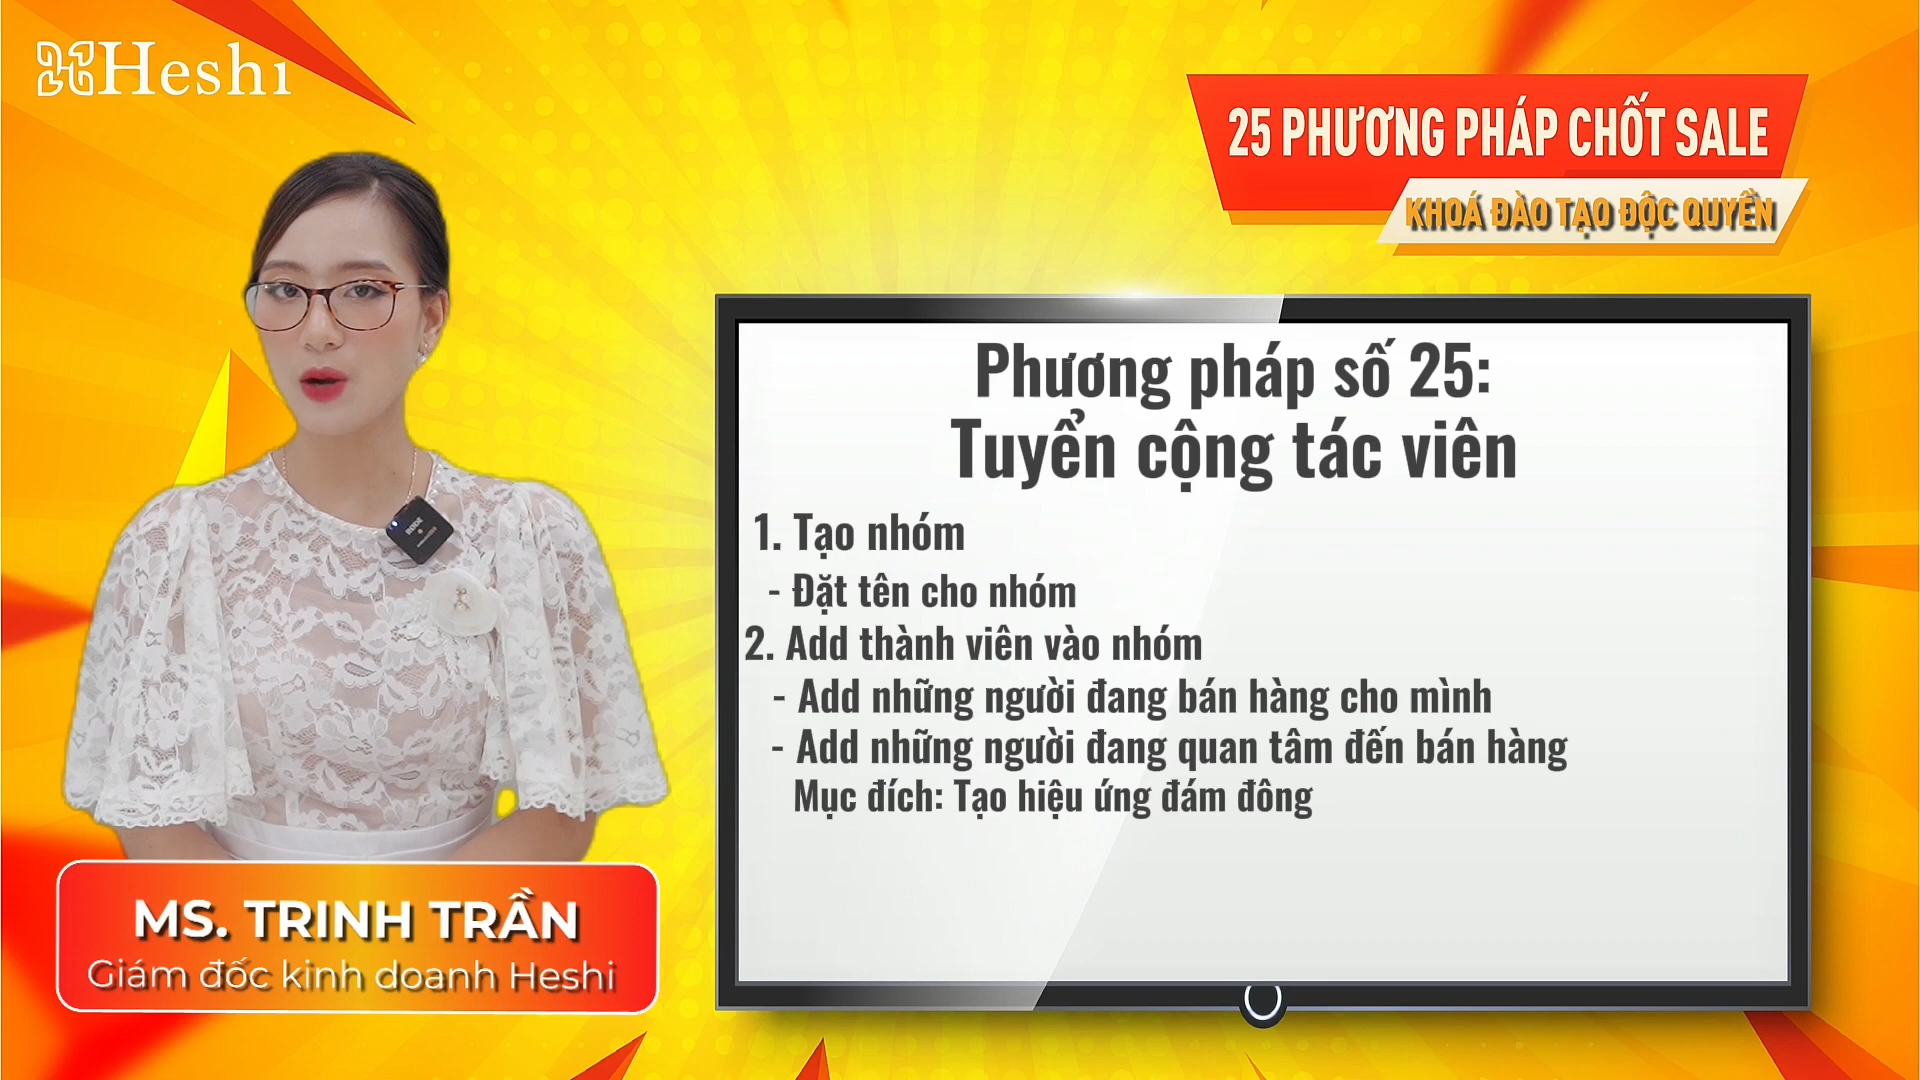 Heshi
25 PHƯƠNG PHÁP CHỐT SALE
KHOÁ ĐÀO TẠO ĐỘC QUYỀN
RØDE
Phương pháp số 25:
Tuyển cộng tác viên
1. Tạo nhóm
- Đặt tên cho nhóm
2. Add thành viên vào nhóm
- Add những người đang bán hàng cho mình
- Add những người đang quan tâm đến bán hàng
Mục đích: Tạo hiệu ứng đám đông
MS. TRINH TRẦN
Giám đốc kinh doanh Heshi